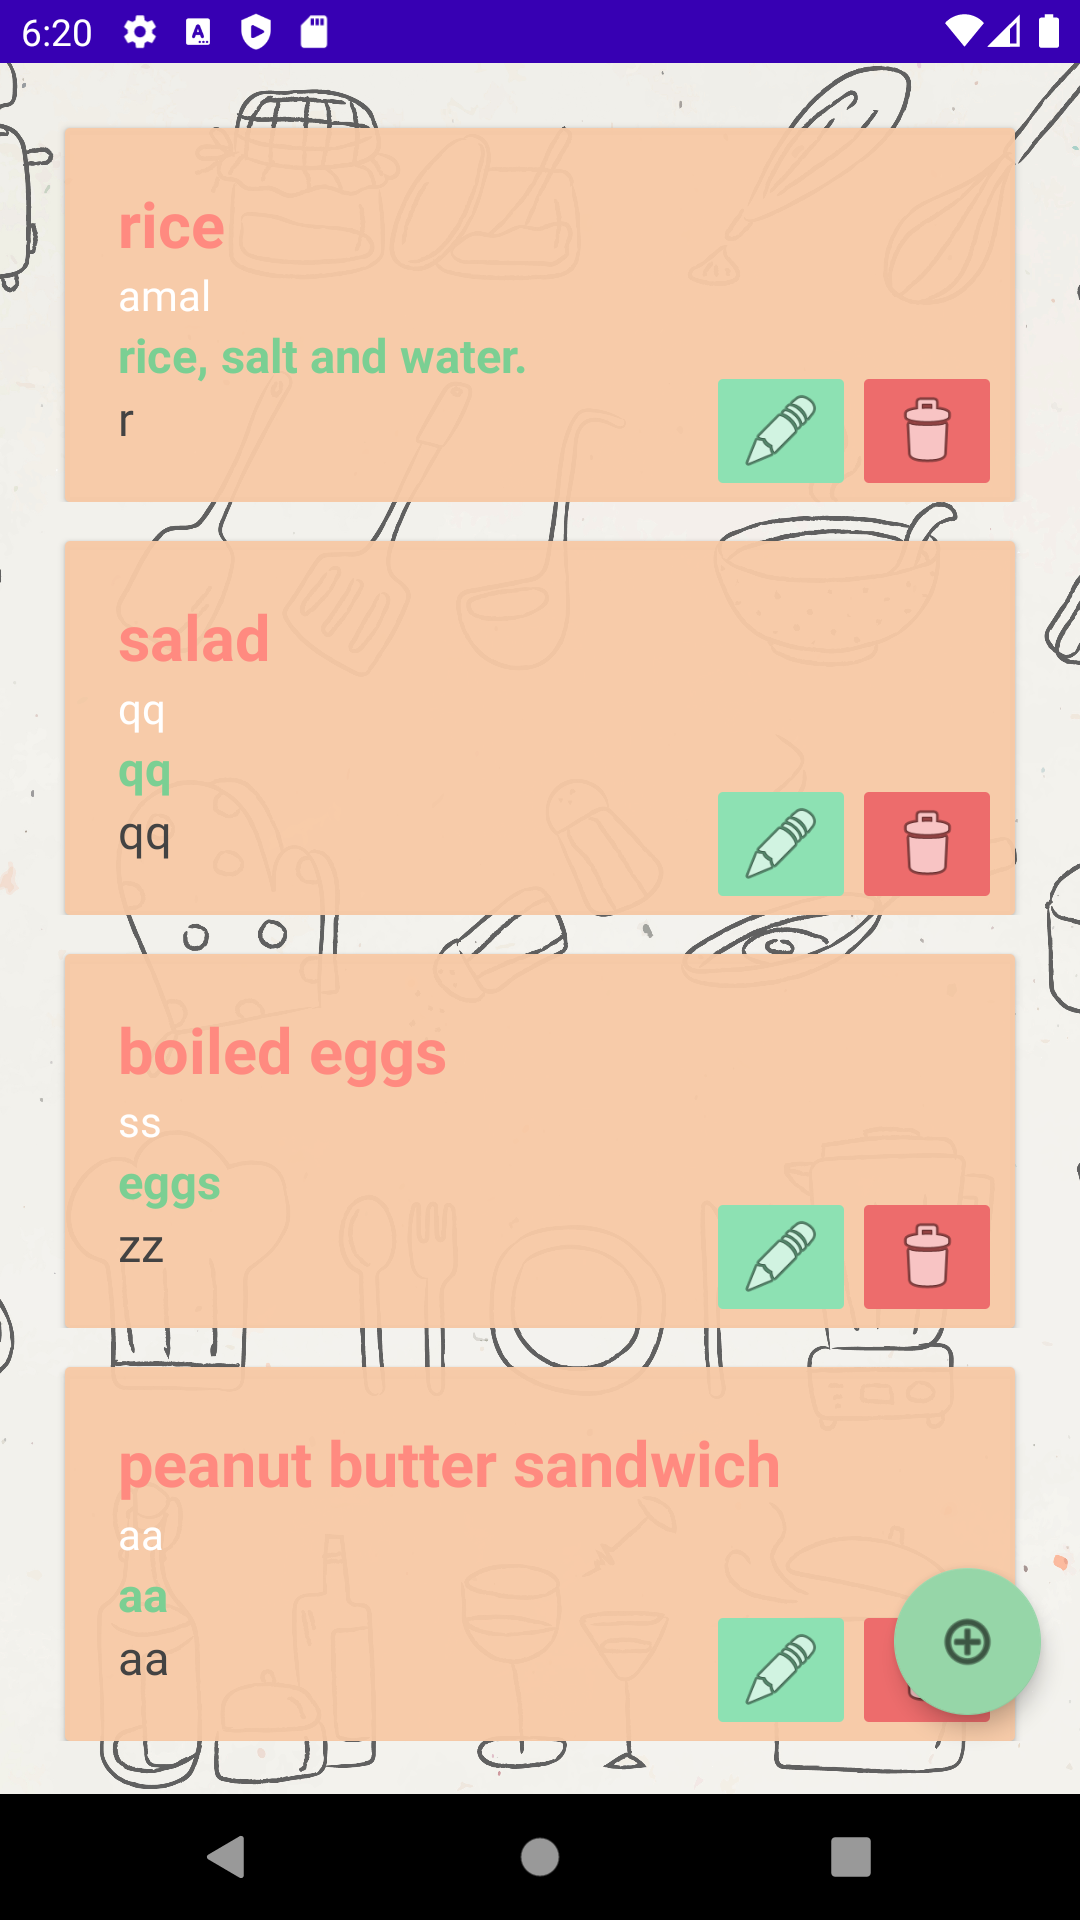 6:20
rice
amal
rice, salt and water.
r
salad
qq
qq
qq
boiled eggs
ss
eggs
zz
peanut butter sandwich
aa
aa
aa